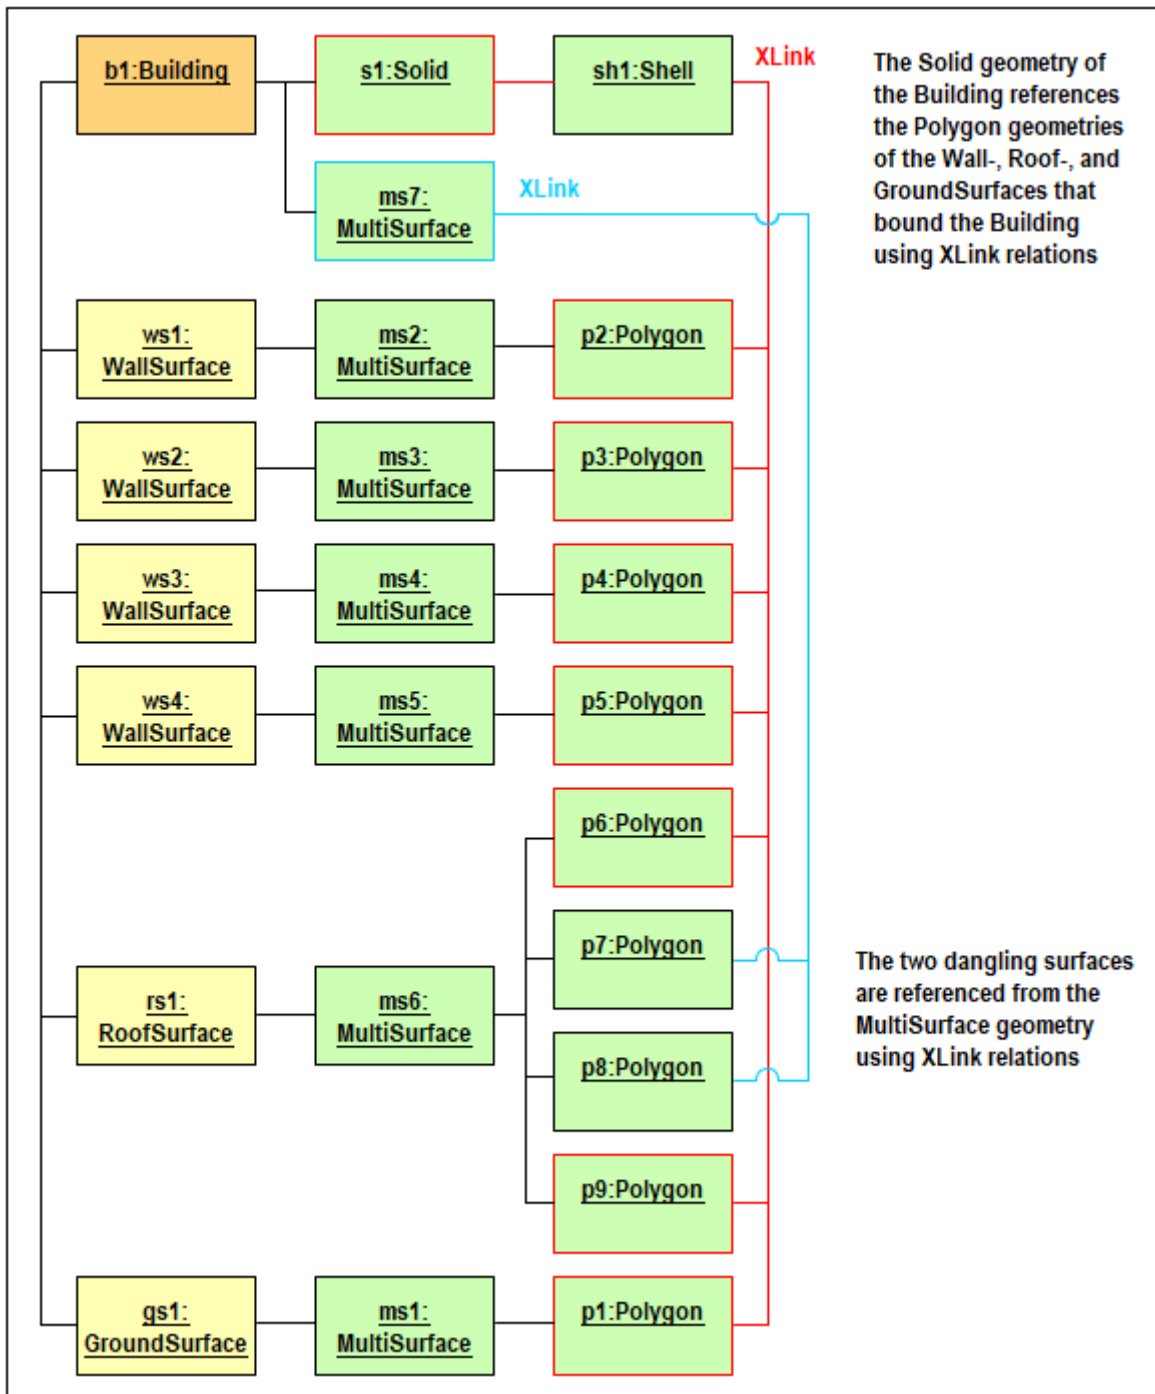 b1:Building
s1:Solid
sh1:Shell
XLink
The Solid geometry of
the Building references
the Polygon geometries
of the Wall-, Roof-, and
GroundSurfaces that
bound the Building
using XLink relations
ms7:
MultiSurface
XLink
ws1:
WallSurface
ms2:
MultiSurface
p2:Polygon
ws2:
WallSurface
ms3:
MultiSurface
p3:Polygon
ws3:
WallSurface
ms4:
MultiSurface
p4:Polygon
ws4:
WallSurface
ms5:
MultiSurface
p5:Polygon
p6:Polygon
p7:Polygon
The two dangling surfaces
are referenced from the
MultiSurface geometry
using XLink relations
rs1:
RoofSurface
ms6:
MultiSurface
p8:Polygon
p9:Polygon
gs1:
GroundSurface
ms1:
MultiSurface
p1:Polygon